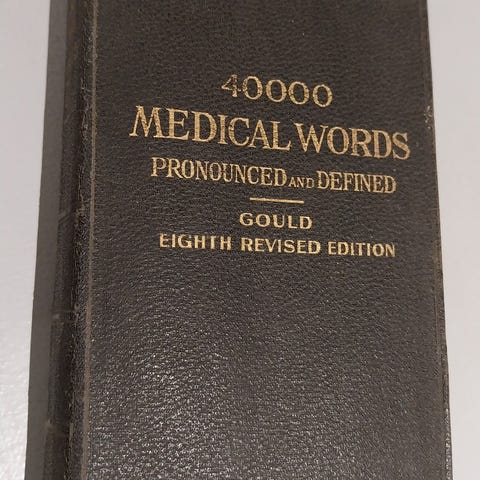 40000
MEDICAL WORDS
PRONOUNCED AND DEFINED
GOULD
EIGHTH REVISED EDITION